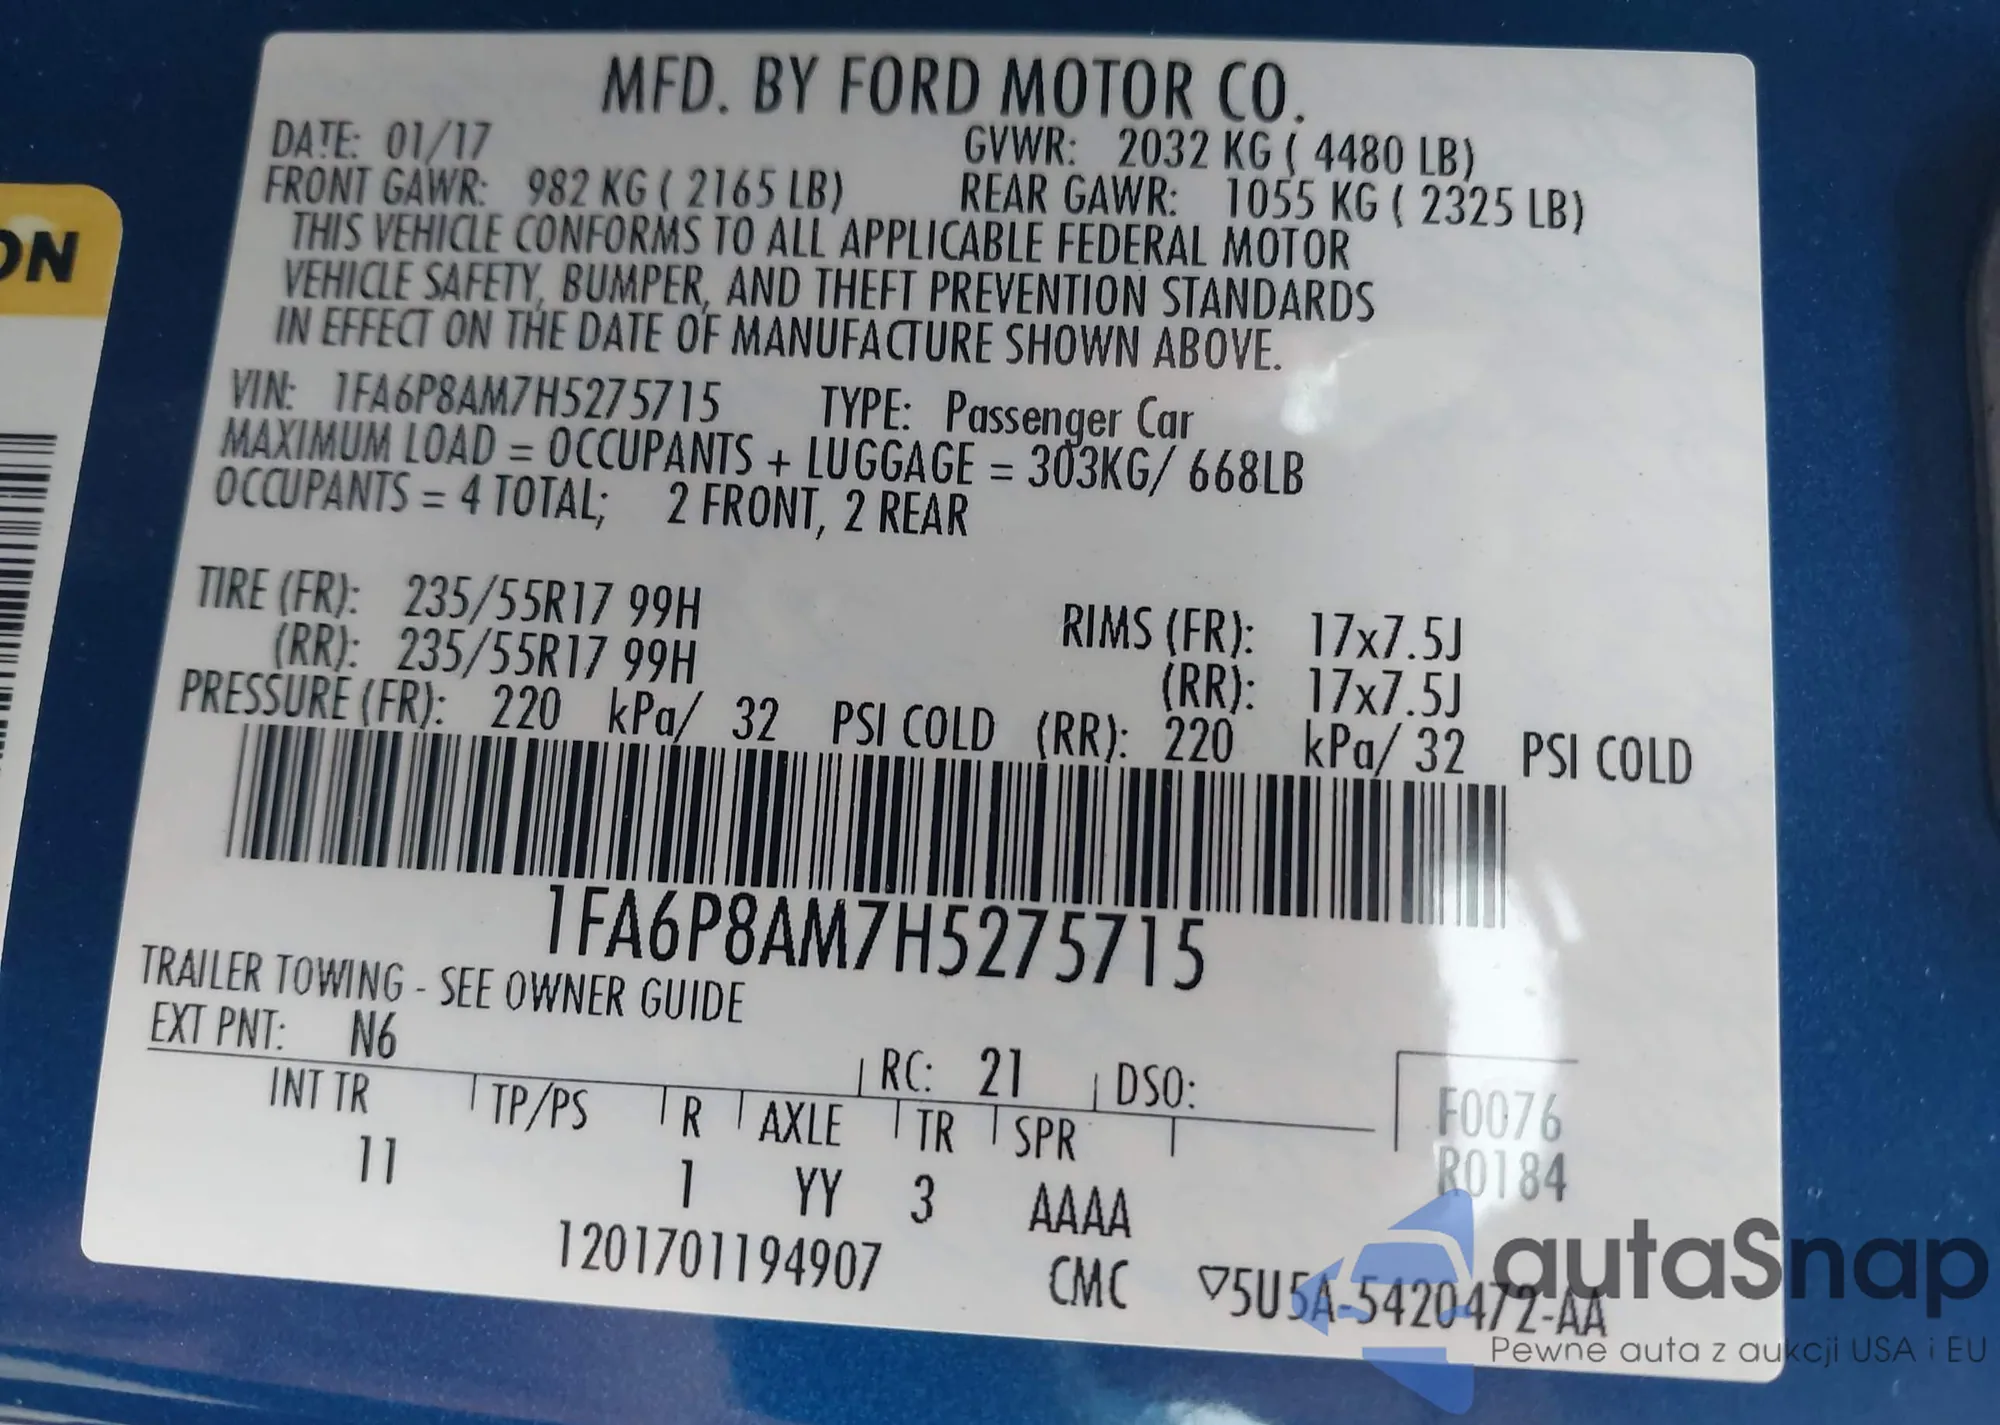 MFD. BY FORD MOTOR CO.
DATE: 01/17 GVWR: 2032 KG ( 4480 LB)
FRONT GAWR: 982 KG ( 2165 LB) REAR GAWR: 1055 KG ( 2325 LB)
THIS VEHICLE CONFORMS TO ALL APPLICABLE FEDERAL MOTOR
VEHICLE SAFETY, BUMPER, AND THEFT PREVENTION STANDARDS
IN EFFECT ON THE DATE OF MANUFACTURE SHOWN ABOVE.
VIN: 1FA6P8AM7H5275715 TYPE: Passenger Car
MAXIMUM LOAD = OCCUPANTS + LUGGAGE = 303KG/ 668LB
OCCUPANTS = 4 TOTAL; 2 FRONT, 2 REAR
TIRE (FR): 235/55R17 99H RIMS (FR): 17x7.5J
(RR): 235/55R17 99H (RR): 17x7.5J
PRESSURE (FR): 220 kPa/ 32 PSI COLD (RR): 220 kPa/ 32 PSI COLD
1FA6P8AM7H5275715
TRAILER TOWING - SEE OWNER GUIDE
EXT PNT: N6 RC: 21 DSO:
INT TR TP/PS R AXLE TR SPR F0076
11 1 YY 3 AAAA R0184
1201701194907 CMC ▽5U5A-5420472-AA
ON
autaSnap
Pewne auta z aukcji USA i EU